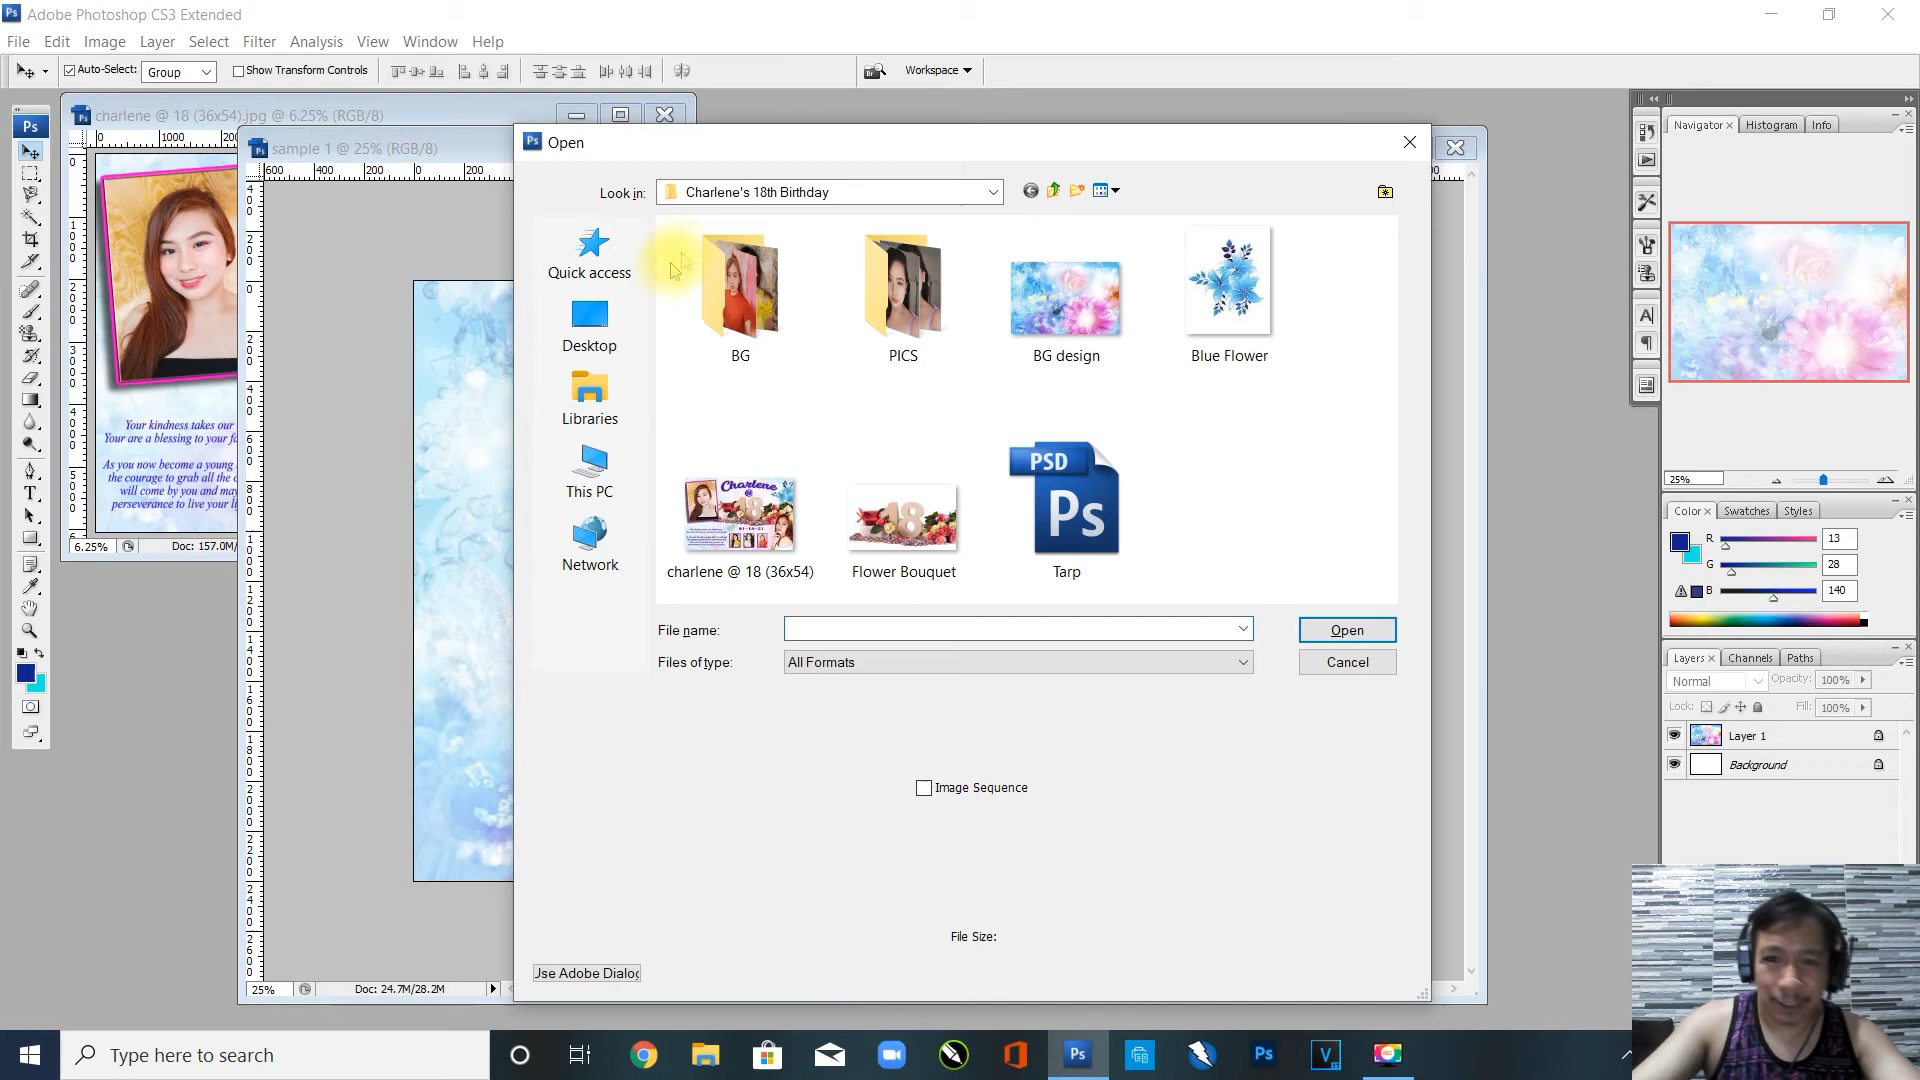 Ps Adobe Photoshop CS3 Extended
File Edit Image Layer Select Filter Analysis View Window Help
Auto-Select: Group Show Transform Controls Workspace
charlene @ 18 (36x54).jpg @ 6.25% (RGB/8)
sample 1 @ 25% (RGB/8)
Open
Look in: Charlene's 18th Birthday
Quick access
Desktop
Libraries
This PC
Network
BG PICS BG design Blue Flower
PSD
Ps
charlene @ 18 (36x54) Flower Bouquet Tarp
File name: Open
Files of type: All Formats Cancel
Image Sequence
File Size:
Use Adobe Dialog
Your kindness takes our
As you now become a young
the courage to grab all the
will come by you and may
perseverance to live your
6.25% Doc: 157.0M/
25% Doc: 24.7M/28.2M
Navigator Histogram Info
25%
Color Swatches Styles
R 13
G 28
B 140
Layers Channels Paths
Normal Opacity: 100%
Lock: Fill: 100%
Layer 1
Background
Type here to search